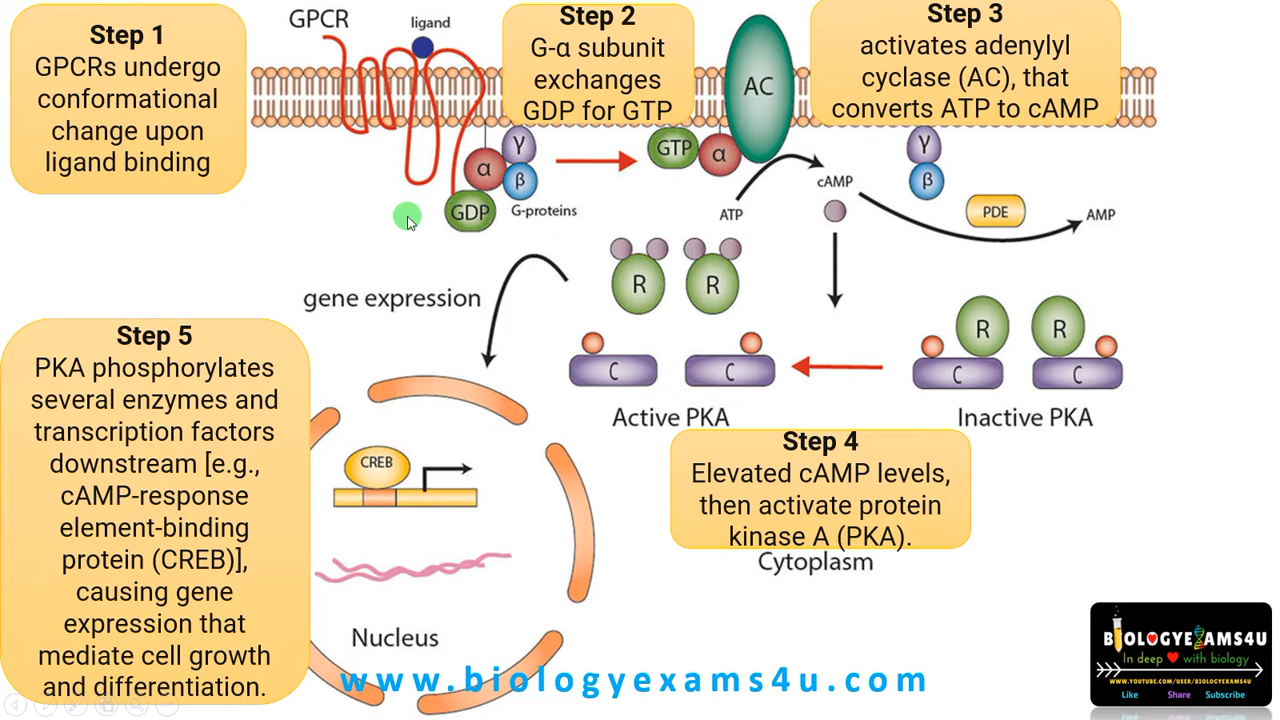 Step 1
GPCRs undergo
conformational
change upon
ligand binding
GPCR
ligand
Step 2
G-α subunit
exchanges
GDP for GTP
AC
Step 3
activates adenylyl
cyclase (AC), that
converts ATP to cAMP
α
γ
β
GDP
G-proteins
GTP
α
ATP
cAMP
γ
β
PDE
AMP
gene expression
R
R
C
C
Active PKA
R
R
C
C
Inactive PKA
Step 4
Elevated cAMP levels,
then activate protein
kinase A (PKA).
Cytoplasm
Step 5
PKA phosphorylates
several enzymes and
transcription factors
downstream [e.g.,
cAMP-response
element-binding
protein (CREB)],
causing gene
expression that
mediate cell growth
and differentiation.
CREB
Nucleus
www.biologyexams4u.com
BIOLOGYEXAMS4U
In deep ❤ with biology
WWW.YOUTUBE.COM/USER/BIOLOGYEXAMS4U
Like Share Subscribe